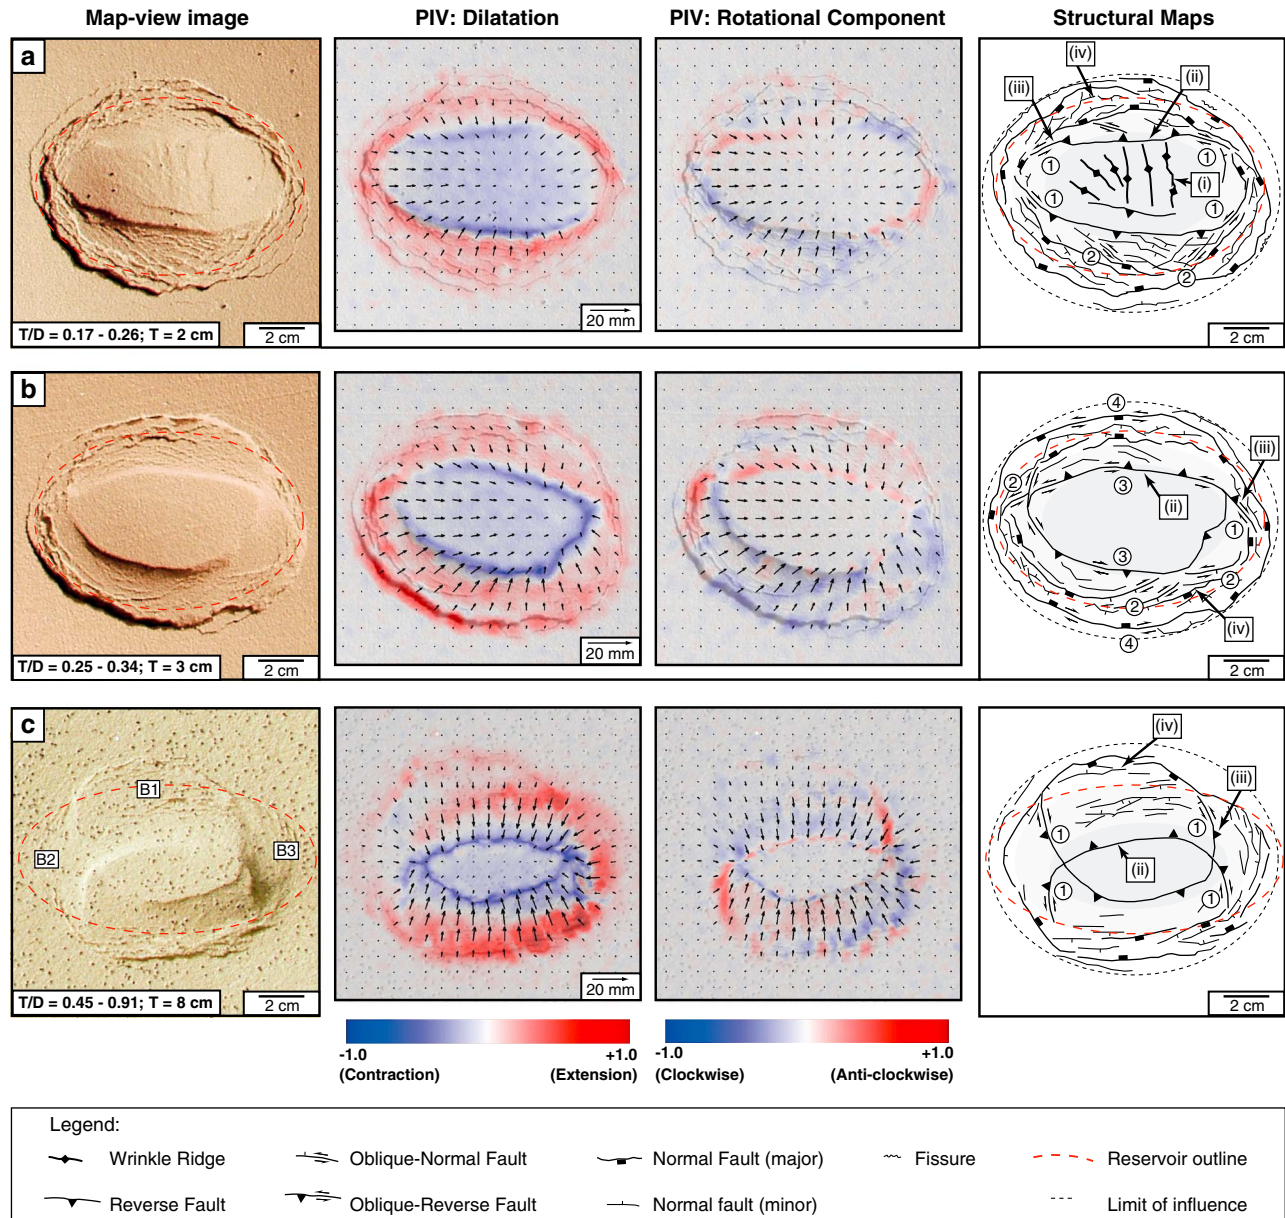 Map-view image
PIV: Dilatation
PIV: Rotational Component
Structural Maps
a
T/D = 0.17 - 0.26; T = 2 cm
2 cm
20 mm
(iv)
(ii)
(iii)
1
1
(i)
1
1
2
2
2 cm
b
T/D = 0.25 - 0.34; T = 3 cm
2 cm
20 mm
4
(iii)
2
3
(ii)
1
3
2
2
(iv)
4
2 cm
c
B1
B2
B3
T/D = 0.45 - 0.91; T = 8 cm
2 cm
20 mm
(iv)
(iii)
1
1
(ii)
1
1
2 cm
-1.0
+1.0
(Contraction)
(Extension)
-1.0
+1.0
(Clockwise)
(Anti-clockwise)
Legend:
Wrinkle Ridge
Oblique-Normal Fault
Normal Fault (major)
Fissure
Reservoir outline
Reverse Fault
Oblique-Reverse Fault
Normal fault (minor)
Limit of influence